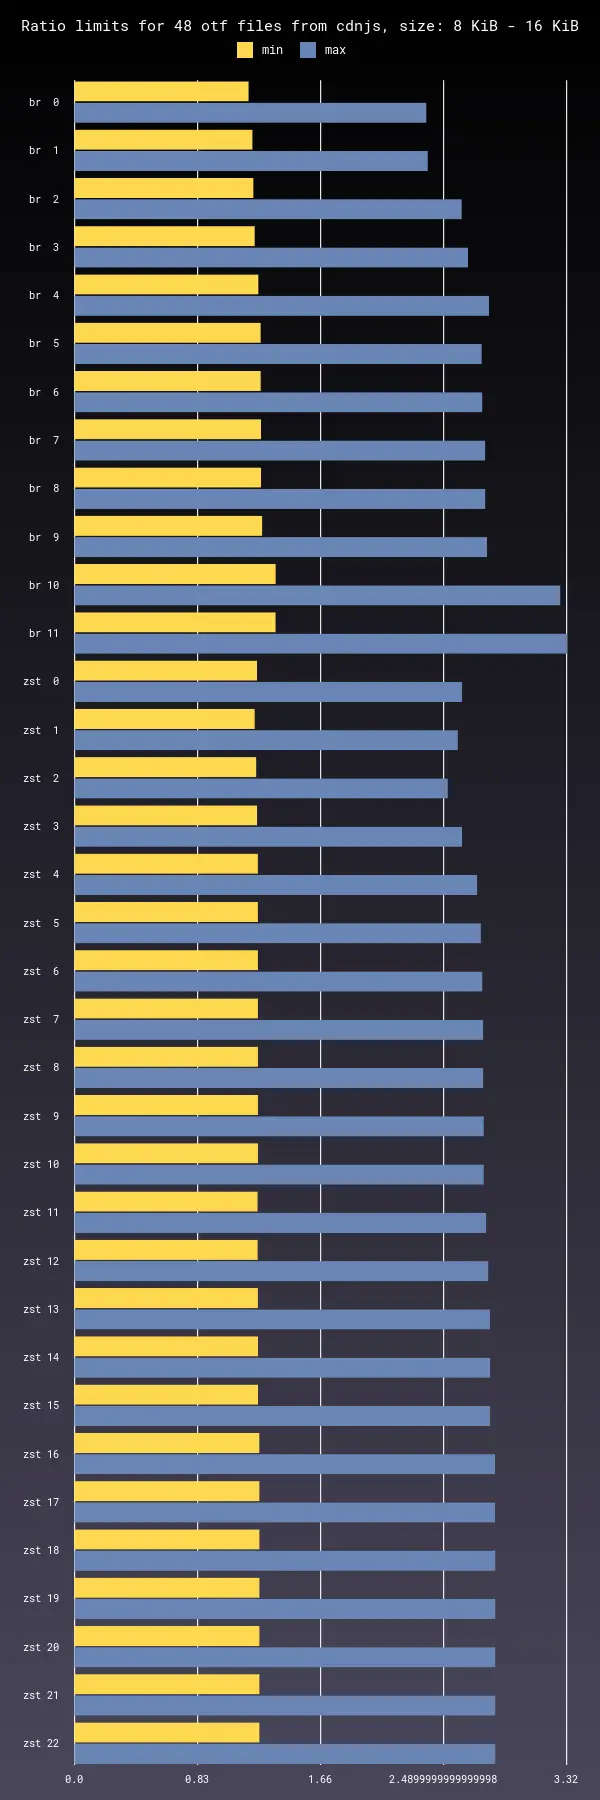 Ratio limits for 48 otf files from cdnjs, size: 8 KiB - 16 KiB
min max
br 0
br 1
br 2
br 3
br 4
br 5
br 6
br 7
br 8
br 9
br 10
br 11
zst 0
zst 1
zst 2
zst 3
zst 4
zst 5
zst 6
zst 7
zst 8
zst 9
zst 10
zst 11
zst 12
zst 13
zst 14
zst 15
zst 16
zst 17
zst 18
zst 19
zst 20
zst 21
zst 22
0.0 0.83 1.66 2.4899999999999998 3.32